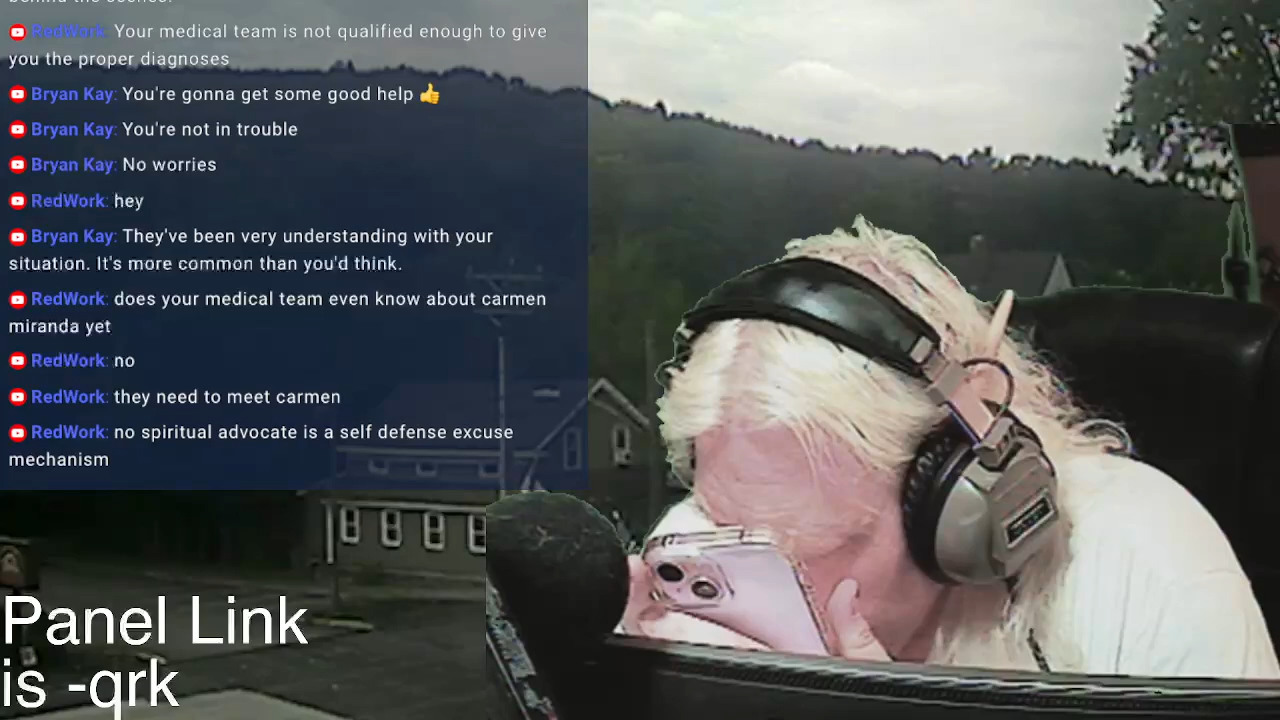 RedWork: Your medical team is not qualified enough to give
you the proper diagnoses
Bryan Kay: You're gonna get some good help 👍
Bryan Kay: You're not in trouble
Bryan Kay: No worries
RedWork: hey
Bryan Kay: They've been very understanding with your
situation. It's more common than you'd think.
RedWork: does your medical team even know about carmen
miranda yet
RedWork: no
RedWork: they need to meet carmen
RedWork: no spiritual advocate is a self defense excuse
mechanism
Panel Link
is -qrk